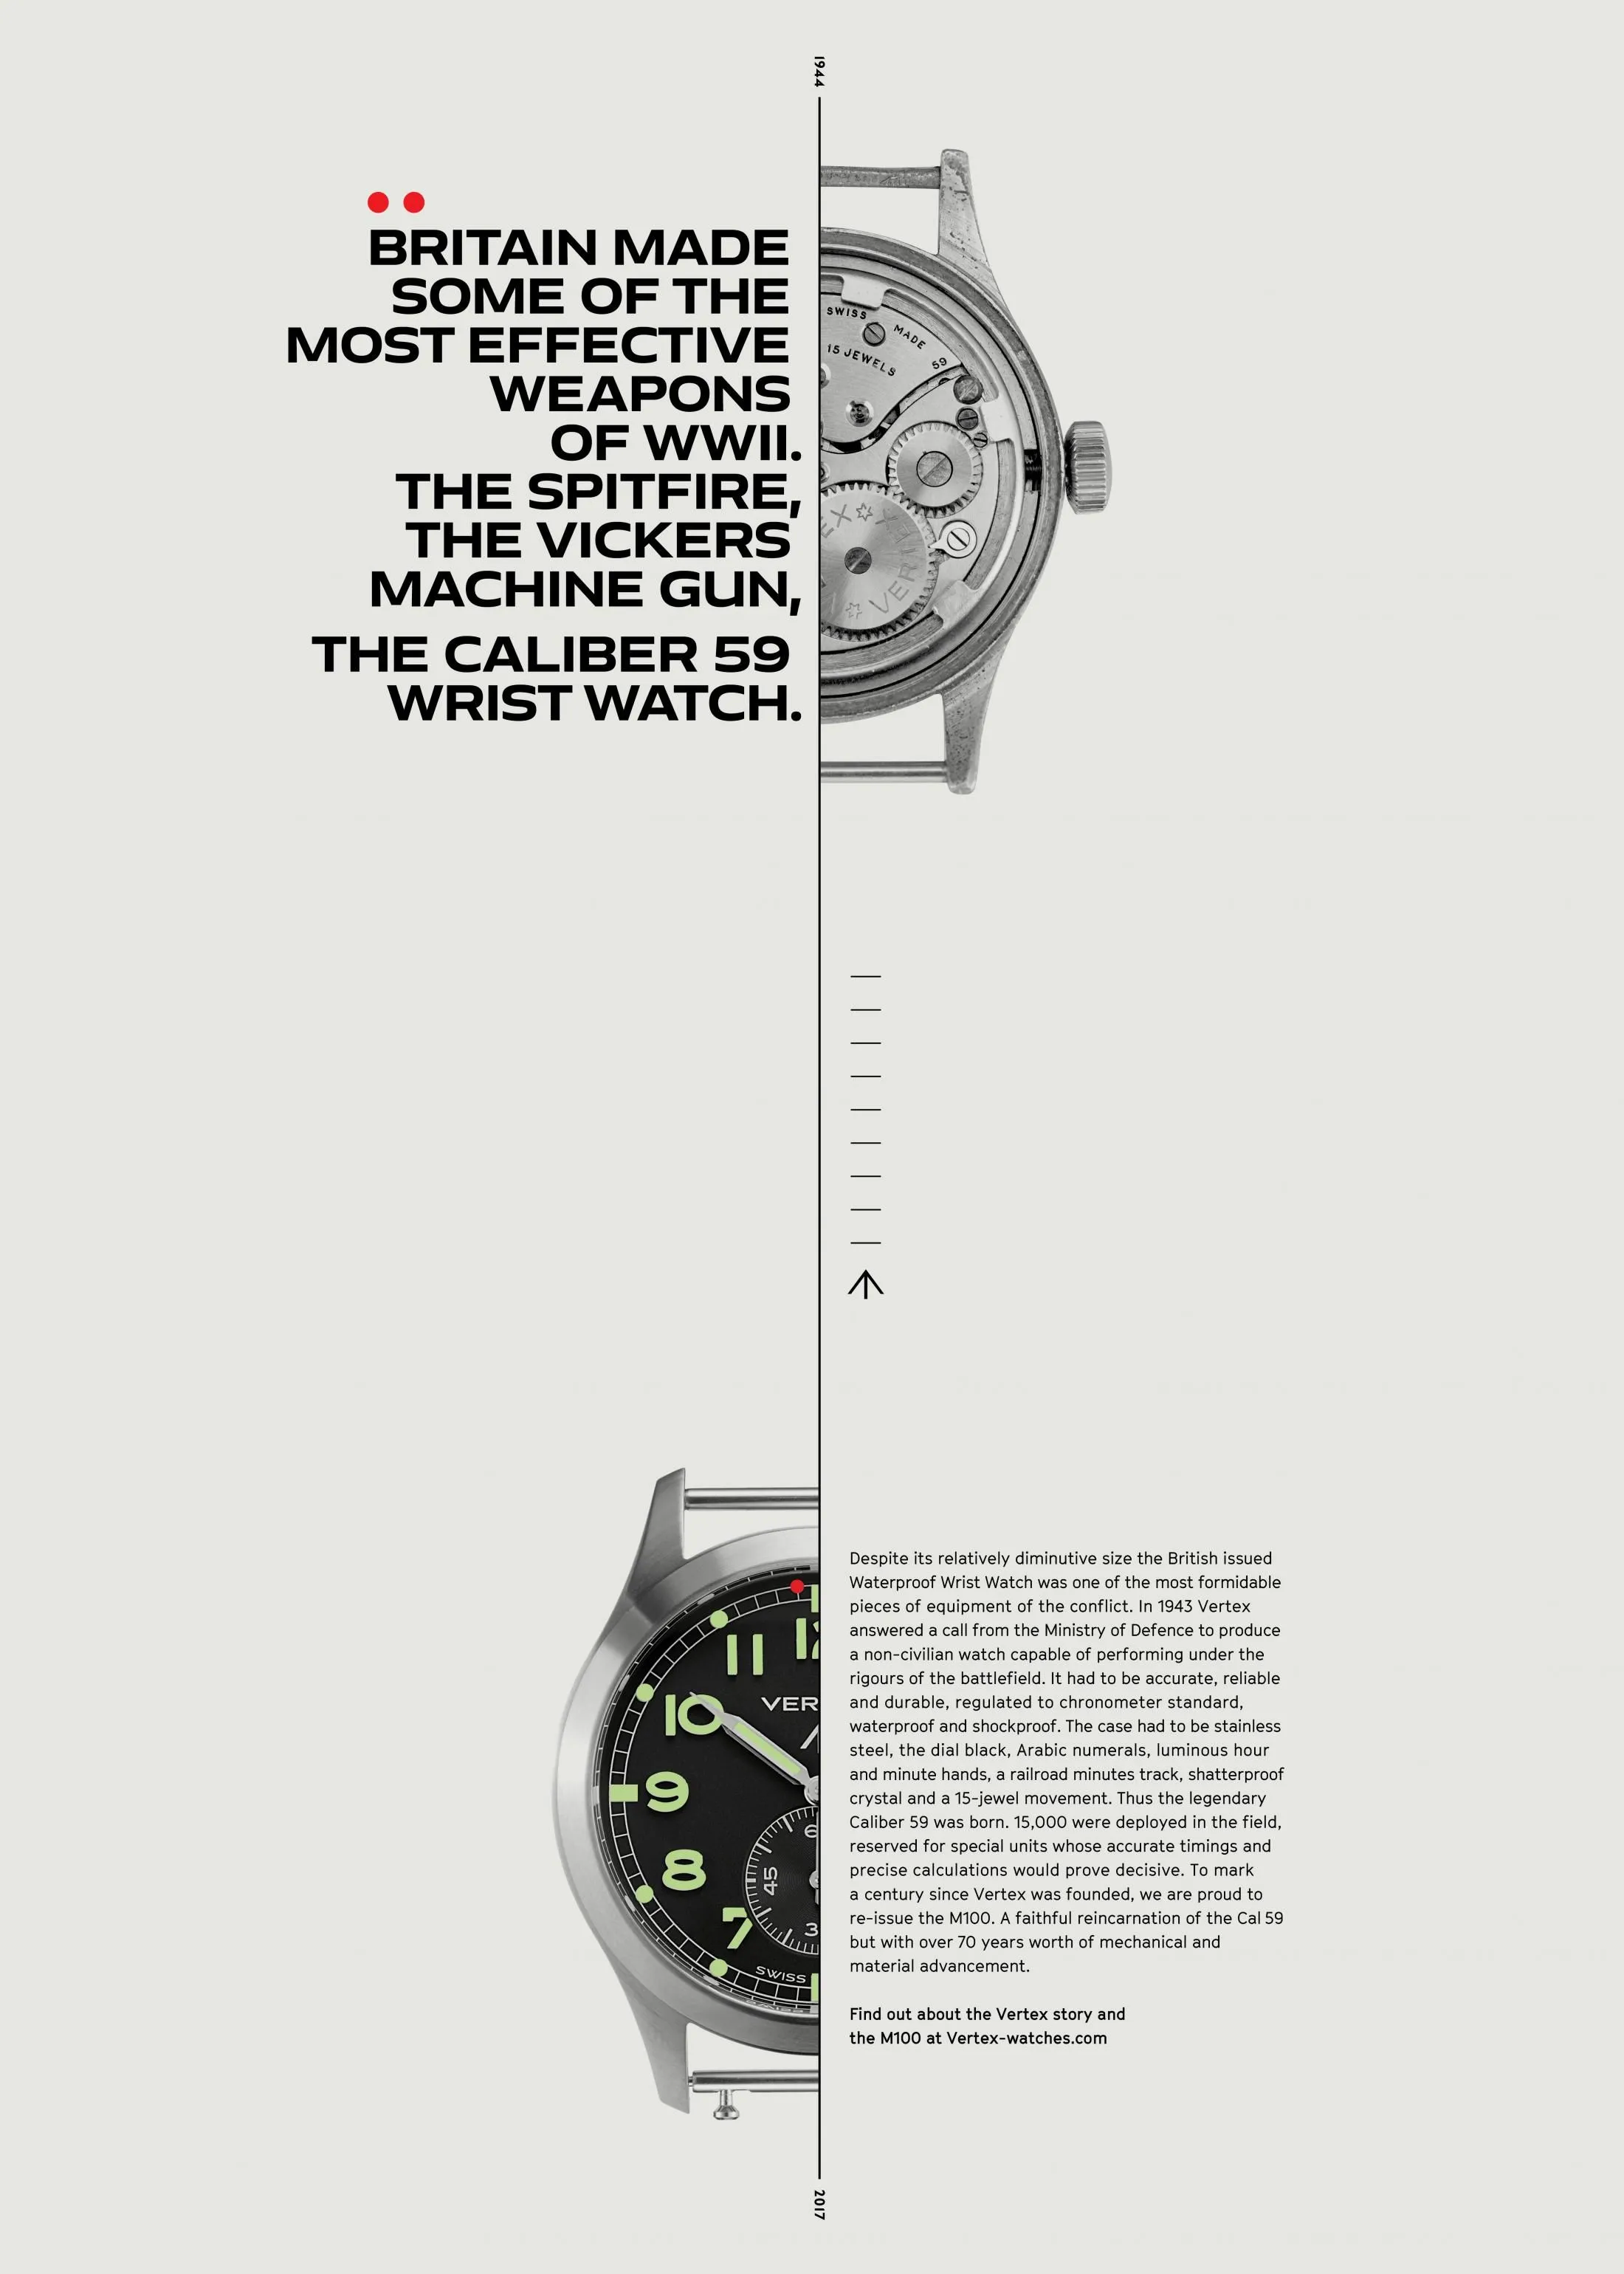 1944
BRITAIN MADE
SOME OF THE
MOST EFFECTIVE
WEAPONS
OF WWII.
THE SPITFIRE,
THE VICKERS
MACHINE GUN,
THE CALIBER 59
WRIST WATCH.
SWISS MADE
15 JEWELS 59
VERTEX
12
11
10
VER
9
8
7
45
SWISS
Despite its relatively diminutive size the British issued
Waterproof Wrist Watch was one of the most formidable
pieces of equipment of the conflict. In 1943 Vertex
answered a call from the Ministry of Defence to produce
a non-civilian watch capable of performing under the
rigours of the battlefield. It had to be accurate, reliable
and durable, regulated to chronometer standard,
waterproof and shockproof. The case had to be stainless
steel, the dial black, Arabic numerals, luminous hour
and minute hands, a railroad minutes track, shatterproof
crystal and a 15-jewel movement. Thus the legendary
Caliber 59 was born. 15,000 were deployed in the field,
reserved for special units whose accurate timings and
precise calculations would prove decisive. To mark
a century since Vertex was founded, we are proud to
re-issue the M100. A faithful reincarnation of the Cal 59
but with over 70 years worth of mechanical and
material advancement.
Find out about the Vertex story and
the M100 at Vertex-watches.com
2017